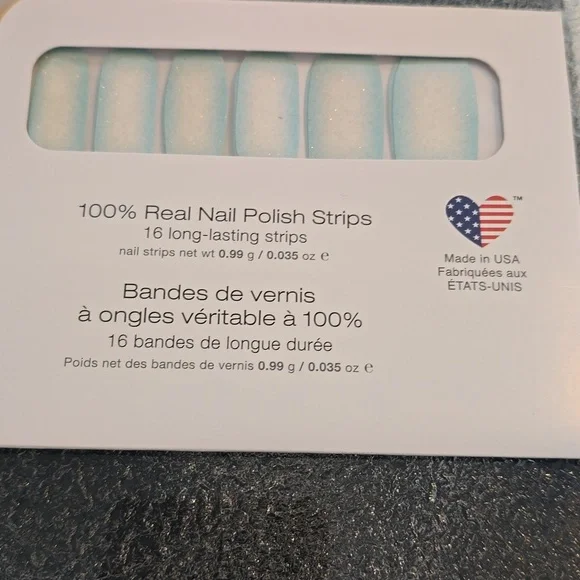 100% Real Nail Polish Strips
16 long-lasting strips
nail strips net wt 0.99 g / 0.035 oz ℮
Bandes de vernis
à ongles véritable à 100%
16 bandes de longue durée
Poids net des bandes de vernis 0.99 g / 0.035 oz ℮
™
Made in USA
Fabriquées aux
ÉTATS-UNIS